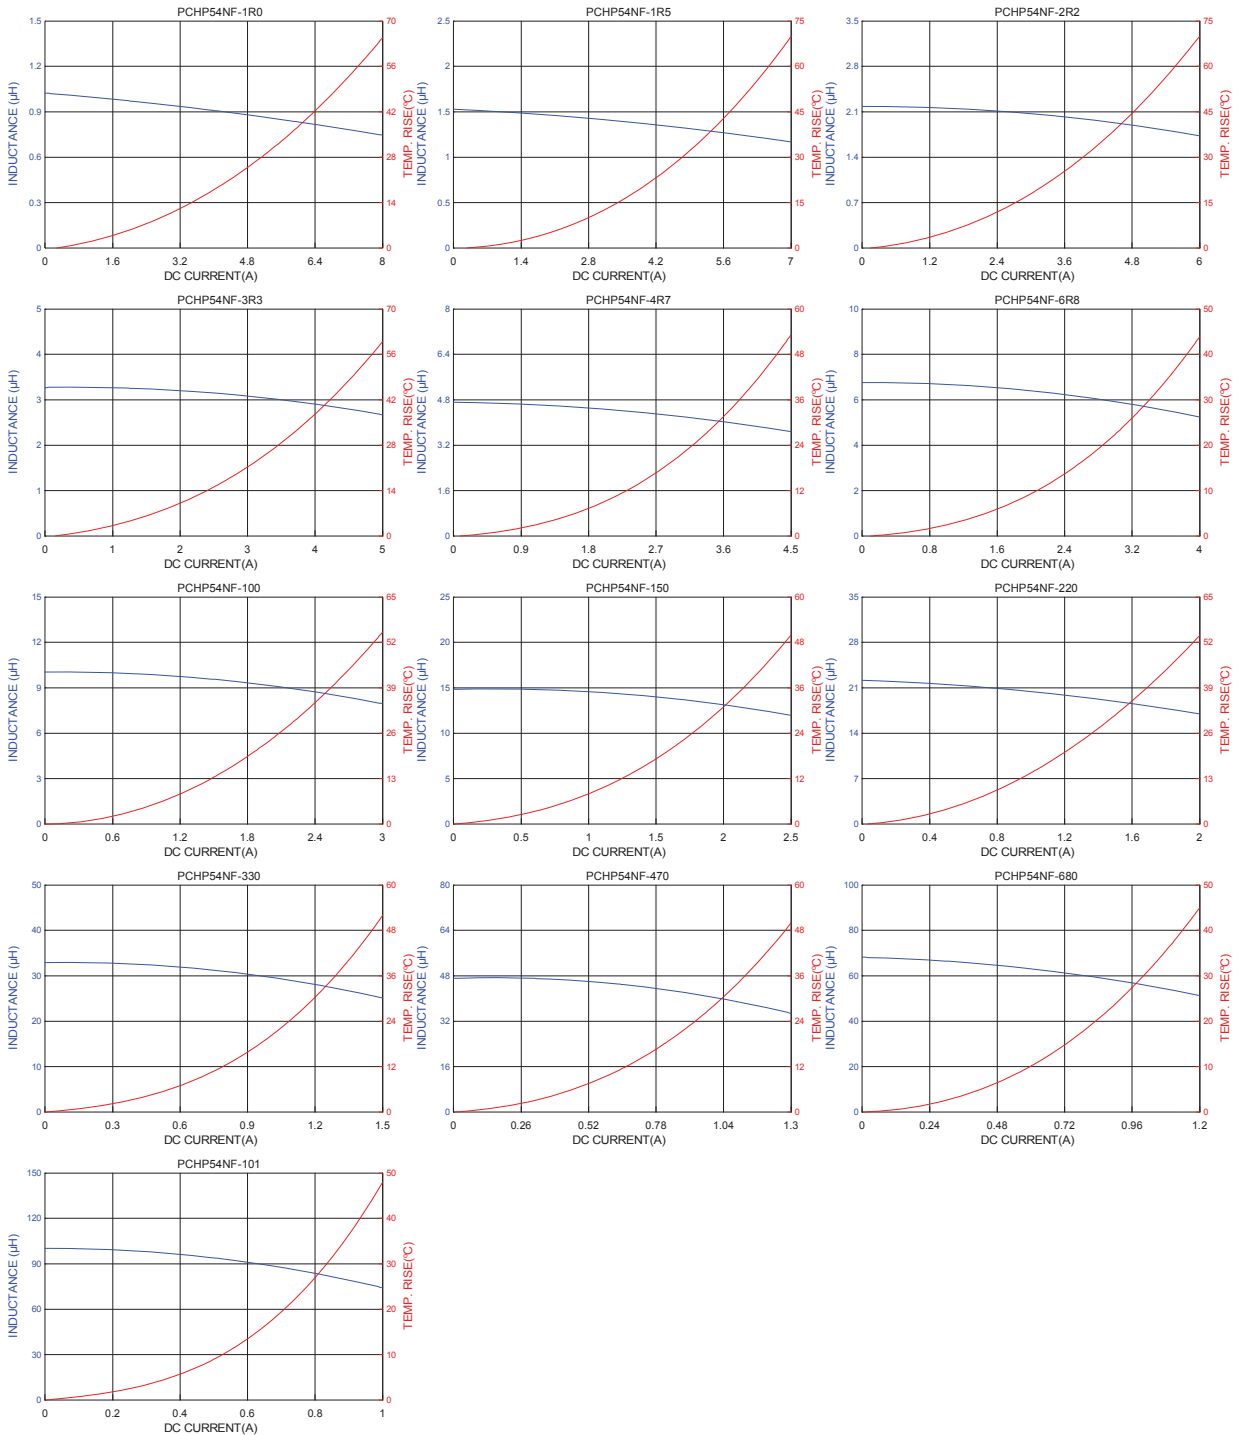 PCHP54NF-1R0
1.5
1.2
0.9
0.6
0.3
0
INDUCTANCE (µH)
70
56
42
28
14
0
TEMP. RISE(ºC)
0 1.6 3.2 4.8 6.4 8
DC CURRENT(A)
PCHP54NF-1R5
2.5
2
1.5
1
0.5
0
INDUCTANCE (µH)
75
60
45
30
15
0
TEMP. RISE(ºC)
0 1.4 2.8 4.2 5.6 7
DC CURRENT(A)
PCHP54NF-2R2
3.5
2.8
2.1
1.4
0.7
0
INDUCTANCE (µH)
75
60
45
30
15
0
TEMP. RISE(ºC)
0 1.2 2.4 3.6 4.8 6
DC CURRENT(A)
PCHP54NF-3R3
5
4
3
2
1
0
INDUCTANCE (µH)
70
56
42
28
14
0
TEMP. RISE(ºC)
0 1 2 3 4 5
DC CURRENT(A)
PCHP54NF-4R7
8
6.4
4.8
3.2
1.6
0
INDUCTANCE (µH)
60
48
36
24
12
0
TEMP. RISE(ºC)
0 0.9 1.8 2.7 3.6 4.5
DC CURRENT(A)
PCHP54NF-6R8
10
8
6
4
2
0
INDUCTANCE (µH)
50
40
30
20
10
0
TEMP. RISE(ºC)
0 0.8 1.6 2.4 3.2 4
DC CURRENT(A)
PCHP54NF-100
15
12
9
6
3
0
INDUCTANCE (µH)
65
52
39
26
13
0
TEMP. RISE(ºC)
0 0.6 1.2 1.8 2.4 3
DC CURRENT(A)
PCHP54NF-150
25
20
15
10
5
0
INDUCTANCE (µH)
60
48
36
24
12
0
TEMP. RISE(ºC)
0 0.5 1 1.5 2 2.5
DC CURRENT(A)
PCHP54NF-220
35
28
21
14
7
0
INDUCTANCE (µH)
65
52
39
26
13
0
TEMP. RISE(ºC)
0 0.4 0.8 1.2 1.6 2
DC CURRENT(A)
PCHP54NF-330
50
40
30
20
10
0
INDUCTANCE (µH)
60
48
36
24
12
0
TEMP. RISE(ºC)
0 0.3 0.6 0.9 1.2 1.5
DC CURRENT(A)
PCHP54NF-470
80
64
48
32
16
0
INDUCTANCE (µH)
60
48
36
24
12
0
TEMP. RISE(ºC)
0 0.26 0.52 0.78 1.04 1.3
DC CURRENT(A)
PCHP54NF-680
100
80
60
40
20
0
INDUCTANCE (µH)
50
40
30
20
10
0
TEMP. RISE(ºC)
0 0.24 0.48 0.72 0.96 1.2
DC CURRENT(A)
PCHP54NF-101
150
120
90
60
30
0
INDUCTANCE (µH)
50
40
30
20
10
0
TEMP. RISE(ºC)
0 0.2 0.4 0.6 0.8 1
DC CURRENT(A)